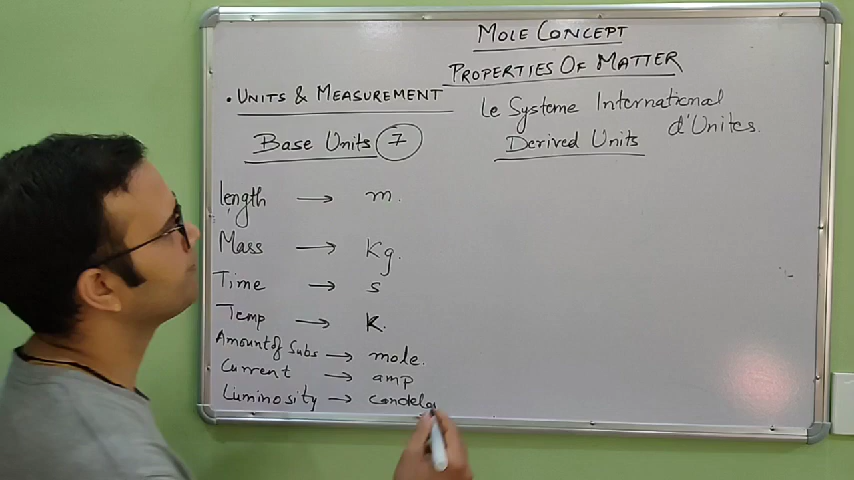 MOLE CONCEPT
PROPERTIES OF MATTER
• UNITS & MEASUREMENT
Le Systeme International
d'Unites.
Base Units 7
Derived Units
length → m.
Mass → Kg.
Time → s
Temp → K.
Amount of Subs → mole.
Current → amp
Luminosity → candela